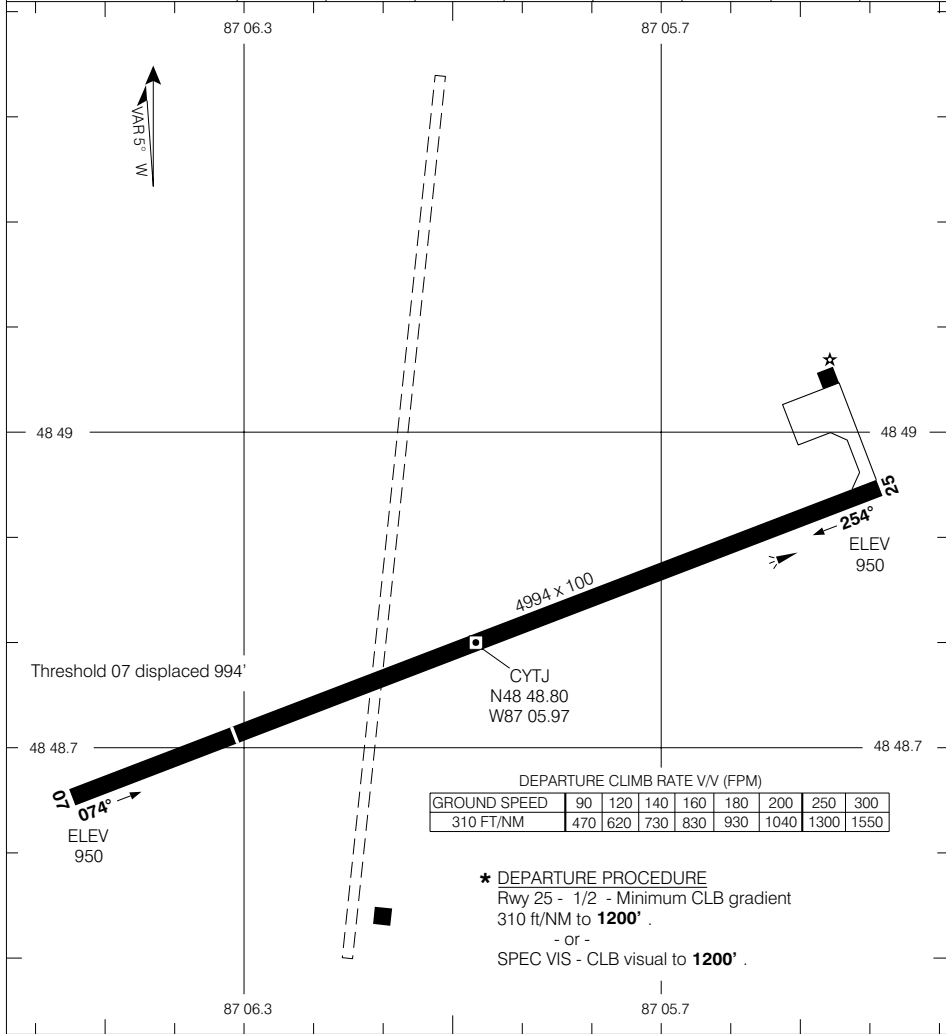 87 06.3
87 05.7
VAR 5° W
48 49
48 49
25
254°
ELEV
950
4994 x 100
Threshold 07 displaced 994'
CYTJ
N48 48.80
W87 05.97
48 48.7
48 48.7
07
074°
ELEV
950
DEPARTURE CLIMB RATE V/V (FPM)
GROUND SPEED 90 120 140 160 180 200 250 300
310 FT/NM 470 620 730 830 930 1040 1300 1550
* DEPARTURE PROCEDURE
Rwy 25 - 1/2 - Minimum CLB gradient
310 ft/NM to 1200' .
- or -
SPEC VIS - CLB visual to 1200' .
87 06.3
87 05.7